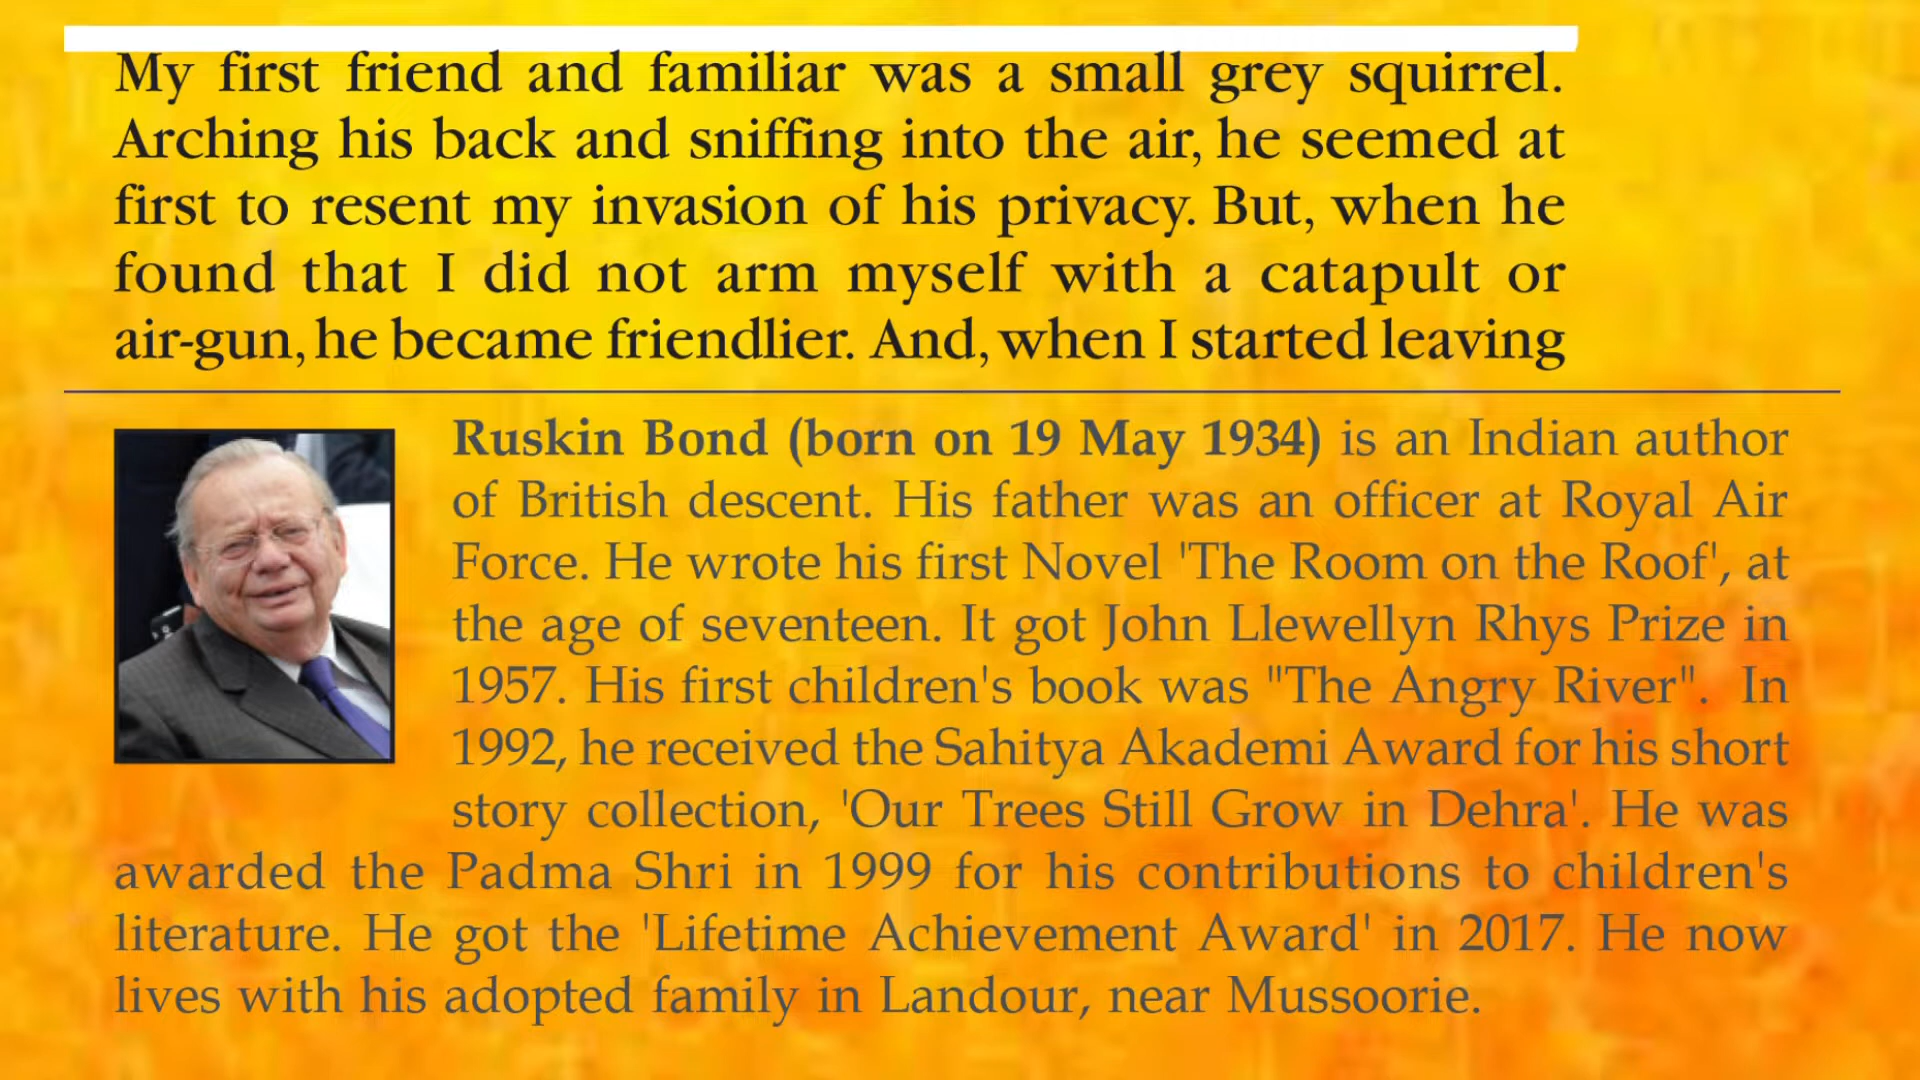 My first friend and familiar was a small grey squirrel.
Arching his back and sniffing into the air, he seemed at
first to resent my invasion of his privacy. But, when he
found that I did not arm myself with a catapult or
air-gun, he became friendlier. And, when I started leaving
Ruskin Bond (born on 19 May 1934) is an Indian author
of British descent. His father was an officer at Royal Air
Force. He wrote his first Novel 'The Room on the Roof', at
the age of seventeen. It got John Llewellyn Rhys Prize in
1957. His first children's book was "The Angry River". In
1992, he received the Sahitya Akademi Award for his short
story collection, 'Our Trees Still Grow in Dehra'. He was
awarded the Padma Shri in 1999 for his contributions to children's
literature. He got the 'Lifetime Achievement Award' in 2017. He now
lives with his adopted family in Landour, near Mussoorie.